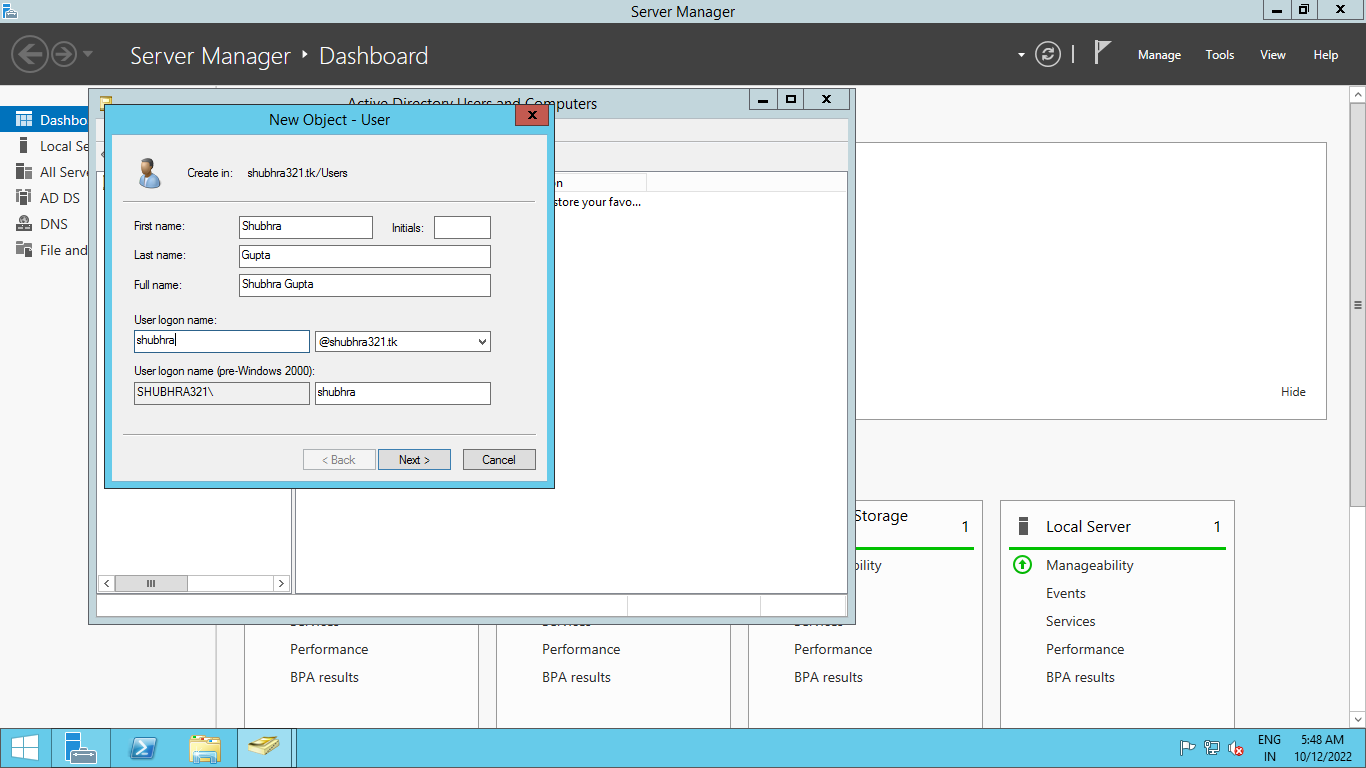 Server Manager
Server Manager
Dashboard
Manage
Tools
View
Help
Dashbo
Local Se
All Serve
AD DS
DNS
File and
Active Directory Users and Computers
New Object - User
Create in:
shubhra321.tk/Users
First name:
Shubhra
Initials:
Last name:
Gupta
Full name:
Shubhra Gupta
User logon name:
shubhra
@shubhra321.tk
User logon name (pre-Windows 2000):
SHUBHRA321\
shubhra
< Back
Next >
Cancel
store your favo...
Hide
Storage
1
Local Server
1
bility
Manageability
Events
Services
Performance
BPA results
Performance
BPA results
Performance
BPA results
Performance
BPA results
ENG
IN
5:48 AM
10/12/2022